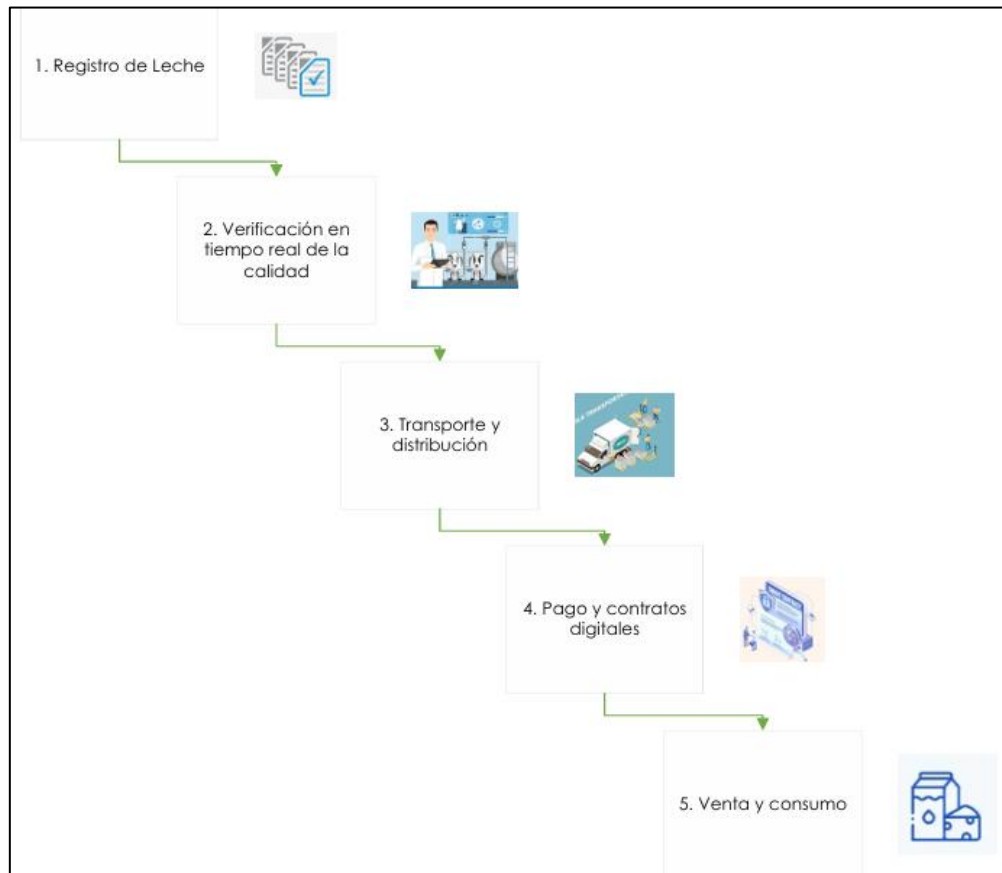 1. Registro de Leche
2. Verificación en
tiempo real de la
calidad
3. Transporte y
distribución
4. Pago y contratos
digitales
5. Venta y consumo